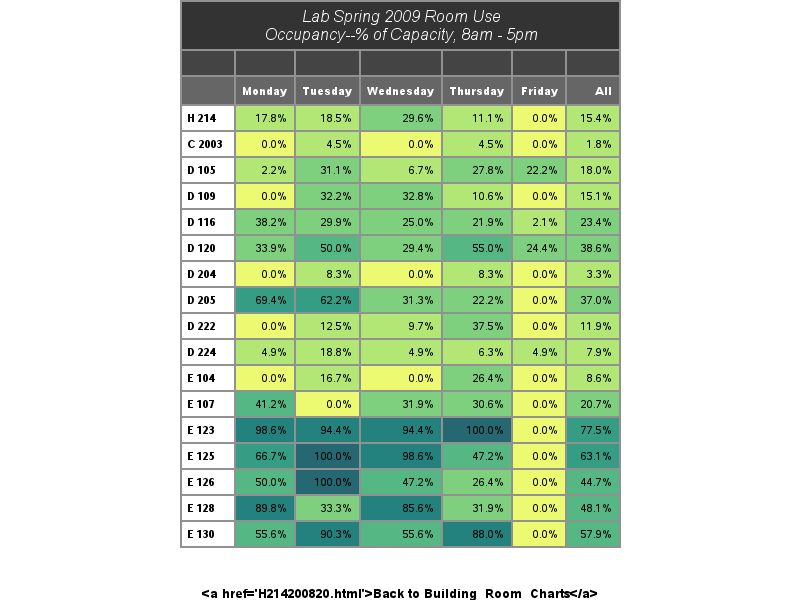 Lab Spring 2009 Room Use
Occupancy--% of Capacity, 8am - 5pm
Monday Tuesday Wednesday Thursday Friday All
H 214 17.8% 18.5% 29.6% 11.1% 0.0% 15.4%
C 2003 0.0% 4.5% 0.0% 4.5% 0.0% 1.8%
D 105 2.2% 31.1% 6.7% 27.8% 22.2% 18.0%
D 109 0.0% 32.2% 32.8% 10.6% 0.0% 15.1%
D 116 38.2% 29.9% 25.0% 21.9% 2.1% 23.4%
D 120 33.9% 50.0% 29.4% 55.0% 24.4% 38.6%
D 204 0.0% 8.3% 0.0% 8.3% 0.0% 3.3%
D 205 69.4% 62.2% 31.3% 22.2% 0.0% 37.0%
D 222 0.0% 12.5% 9.7% 37.5% 0.0% 11.9%
D 224 4.9% 18.8% 4.9% 6.3% 4.9% 7.9%
E 104 0.0% 16.7% 0.0% 26.4% 0.0% 8.6%
E 107 41.2% 0.0% 31.9% 30.6% 0.0% 20.7%
E 123 98.6% 94.4% 94.4% 100.0% 0.0% 77.5%
E 125 66.7% 100.0% 98.6% 47.2% 0.0% 63.1%
E 126 50.0% 100.0% 47.2% 26.4% 0.0% 44.7%
E 128 89.8% 33.3% 85.6% 31.9% 0.0% 48.1%
E 130 55.6% 90.3% 55.6% 88.0% 0.0% 57.9%
<a href='H214200820.html'>Back to Building_Room_Charts</a>